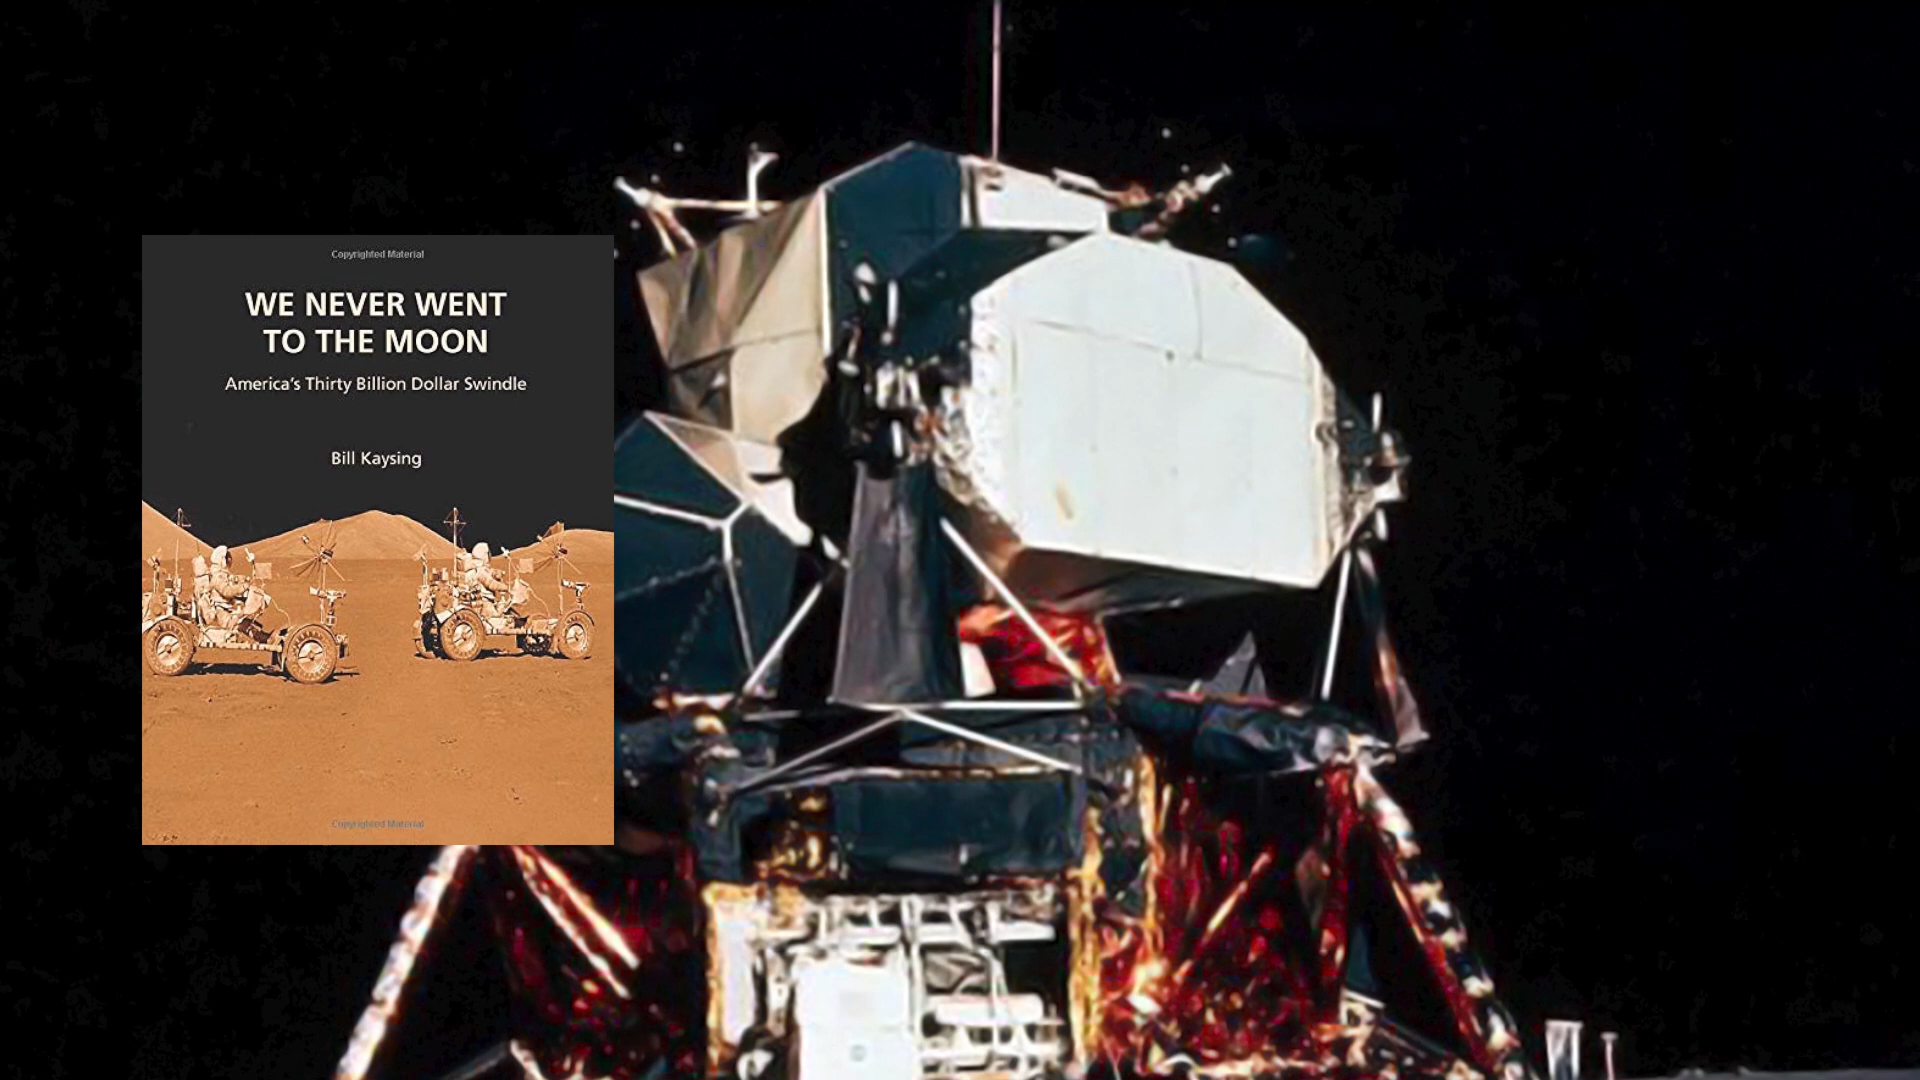 Copyrighted Material
WE NEVER WENT
TO THE MOON
America's Thirty Billion Dollar Swindle
Bill Kaysing
Copyrighted Material